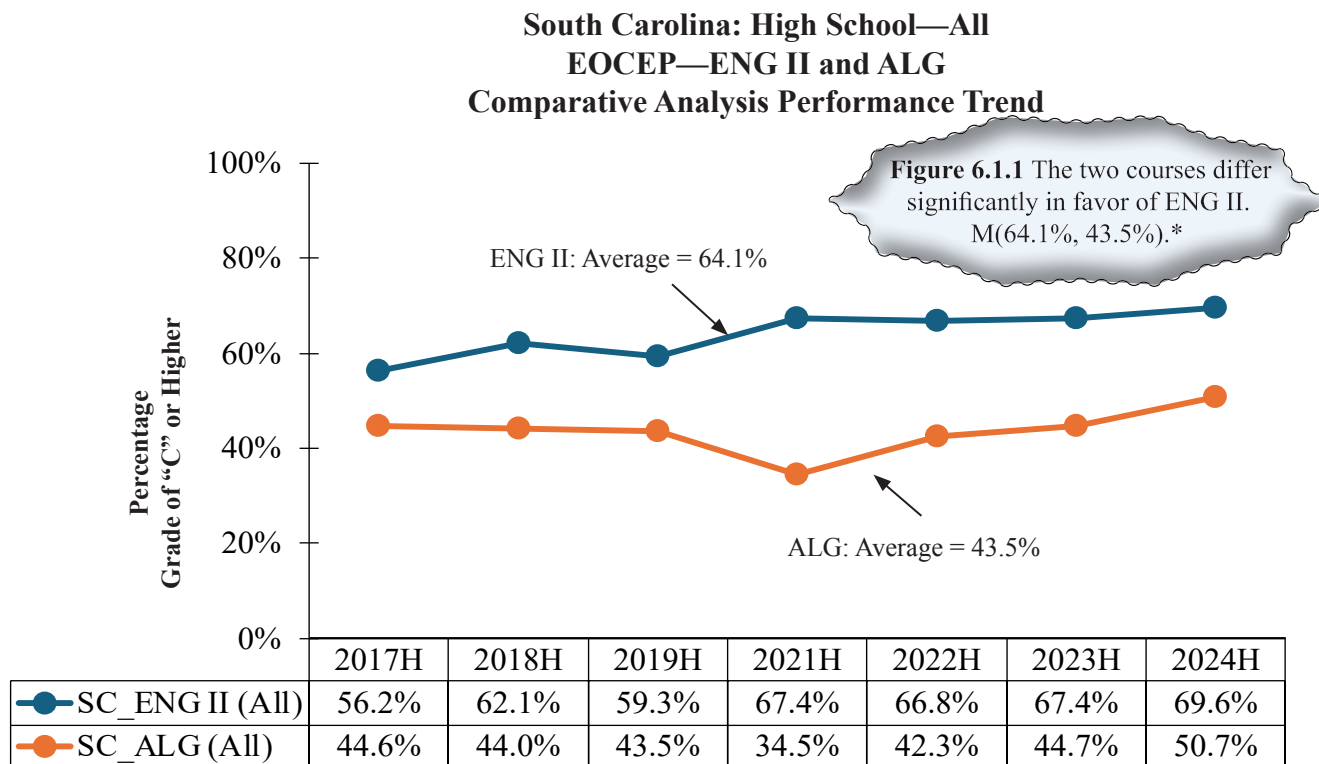 South Carolina: High School—All
EOCEP—ENG II and ALG
Comparative Analysis Performance Trend
Figure 6.1.1 The two courses differ
significantly in favor of ENG II.
M(64.1%, 43.5%).*
Percentage
Grade of “C” or Higher
100%
80%
60%
40%
20%
0%
ENG II: Average = 64.1%
ALG: Average = 43.5%
2017H 2018H 2019H 2021H 2022H 2023H 2024H
SC_ENG II (All) 56.2% 62.1% 59.3% 67.4% 66.8% 67.4% 69.6%
SC_ALG (All) 44.6% 44.0% 43.5% 34.5% 42.3% 44.7% 50.7%